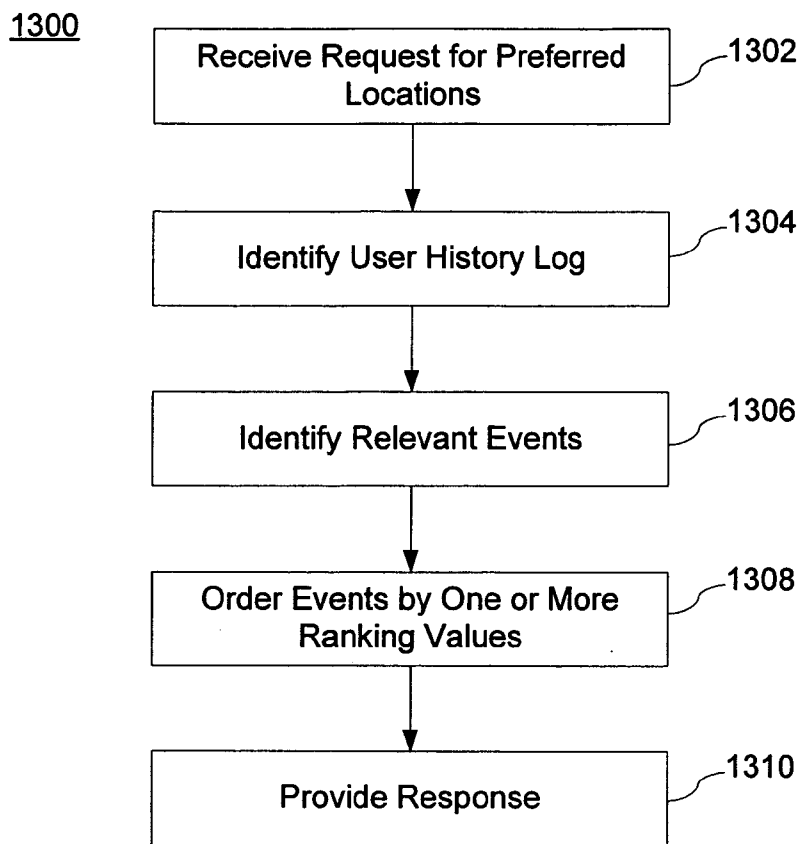 1300
Receive Request for Preferred
Locations
1302
Identify User History Log
1304
Identify Relevant Events
1306
Order Events by One or More
Ranking Values
1308
Provide Response
1310